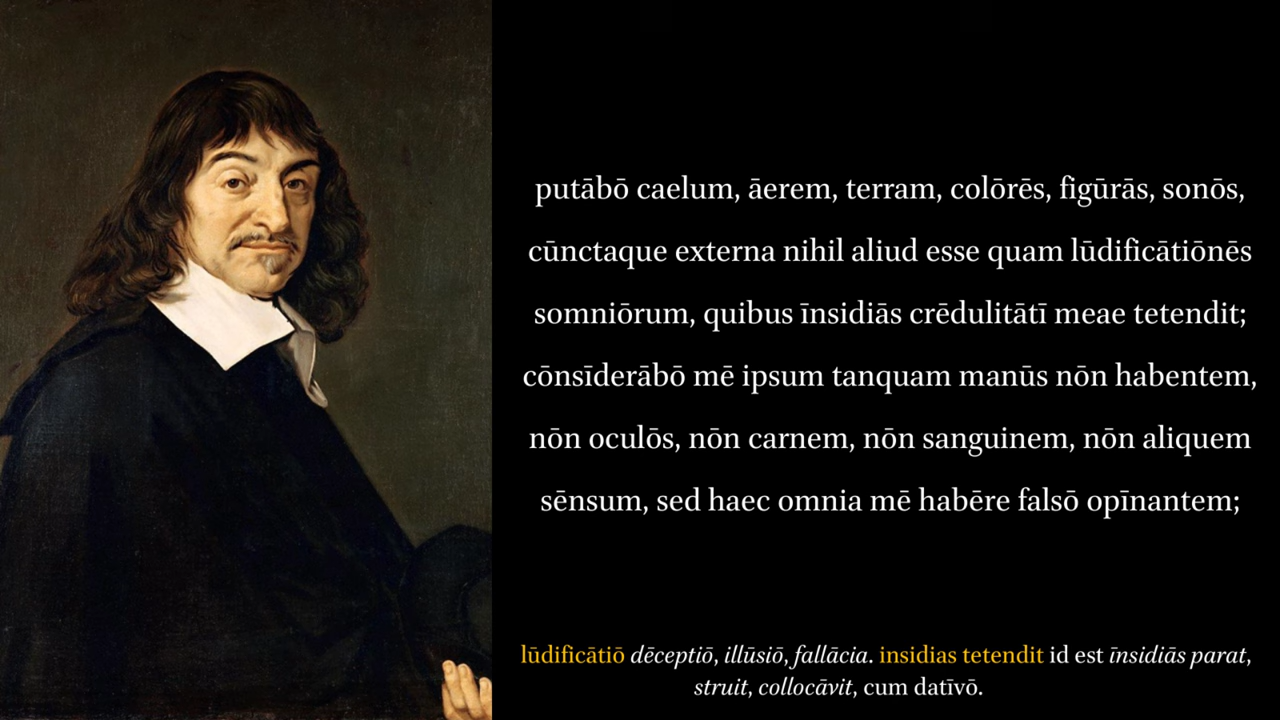 putābō caelum, āerem, terram, colōrēs, figūrās, sonōs,
cūnctaque externa nihil aliud esse quam lūdificātiōnēs
somniōrum, quibus īnsidiās crēdulitātī meae tetendit;
cōnsīderābō mē ipsum tanquam manūs nōn habentem,
nōn oculōs, nōn carnem, nōn sanguinem, nōn aliquem
sēnsum, sed haec omnia mē habēre falsō opīnantem;
lūdificātiō dēceptiō, illūsiō, fallācia. insidias tetendit id est īnsidiās parat,
struit, collocāvit, cum datīvō.